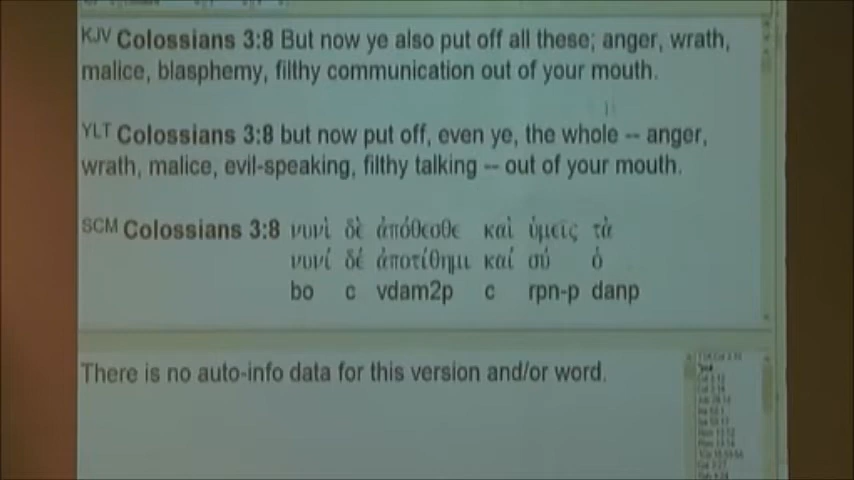 KJV Colossians 3:8 But now ye also put off all these; anger, wrath,
malice, blasphemy, filthy communication out of your mouth.
YLT Colossians 3:8 but now put off, even ye, the whole -- anger,
wrath, malice, evil-speaking, filthy talking -- out of your mouth.
SCM Colossians 3:8 νυνὶ δὲ ἀπόθεσθε καὶ ὑμεῖς τὰ
νυνί δέ ἀποτίθημι καί σύ ὁ
bo c vdam2p c rpn-p danp
There is no auto-info data for this version and/or word.